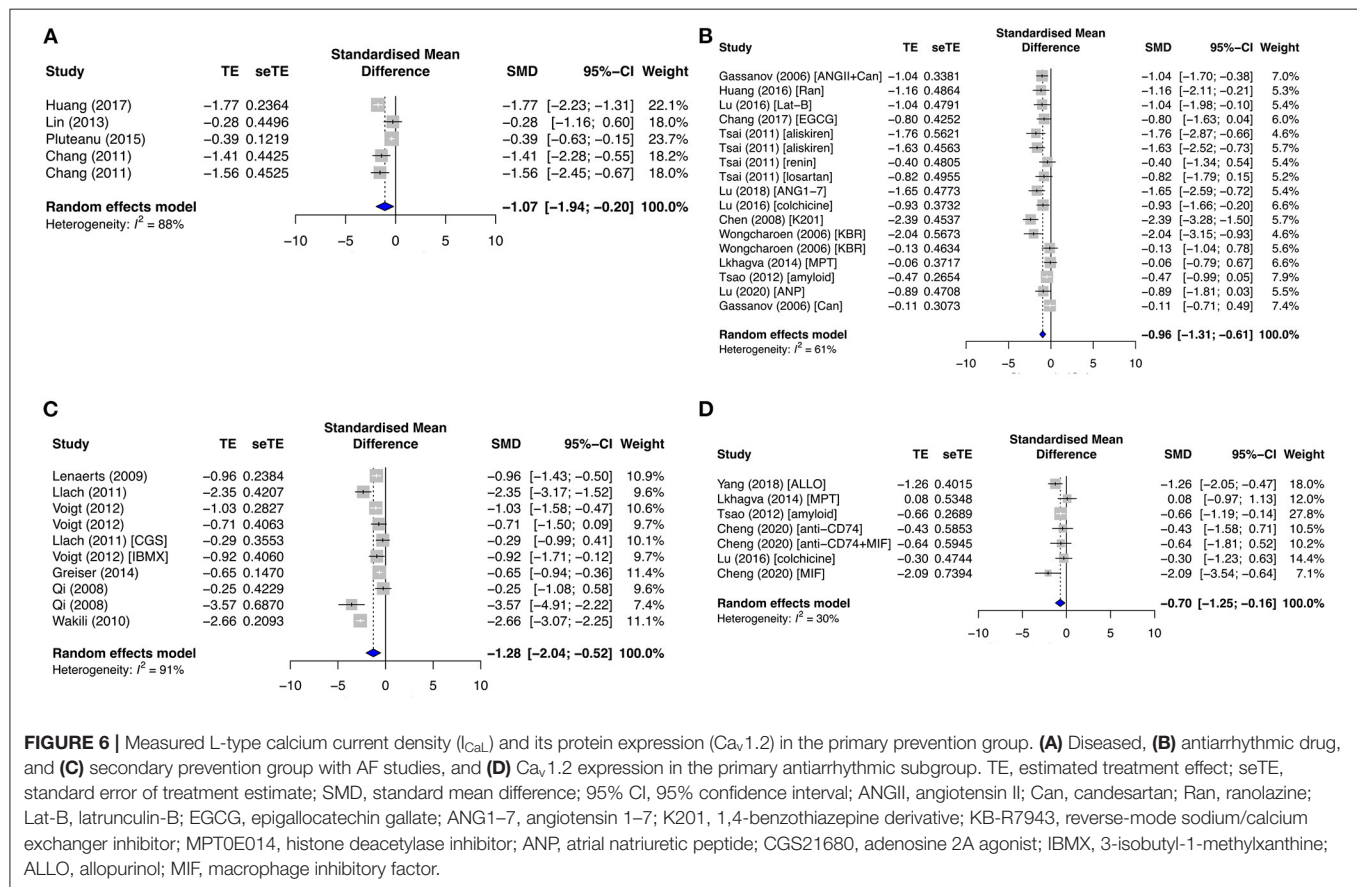 A
Standardised Mean
Study TE seTE Difference SMD 95%−CI Weight
Huang (2017) −1.77 0.2364 −1.77 [−2.23; −1.31] 22.1%
Lin (2013) −0.28 0.4496 −0.28 [−1.16; 0.60] 18.0%
Pluteanu (2015) −0.39 0.1219 −0.39 [−0.63; −0.15] 23.7%
Chang (2011) −1.41 0.4425 −1.41 [−2.28; −0.55] 18.2%
Chang (2011) −1.56 0.4525 −1.56 [−2.45; −0.67] 18.0%
Random effects model −1.07 [−1.94; −0.20] 100.0%
Heterogeneity: I² = 88%
−10 −5 0 5 10
B
Standardised Mean
Study TE seTE Difference SMD 95%−CI Weight
Gassanov (2006) [ANGII+Can] −1.04 0.3381 −1.04 [−1.70; −0.38] 7.0%
Huang (2016) [Ran] −1.16 0.4864 −1.16 [−2.11; −0.21] 5.3%
Lu (2016) [Lat−B] −1.04 0.4791 −1.04 [−1.98; −0.10] 5.4%
Chang (2017) [EGCG] −0.80 0.4252 −0.80 [−1.63; 0.04] 6.0%
Tsai (2011) [aliskiren] −1.76 0.5621 −1.76 [−2.87; −0.66] 4.6%
Tsai (2011) [aliskiren] −1.63 0.4563 −1.63 [−2.52; −0.73] 5.7%
Tsai (2011) [renin] −0.40 0.4805 −0.40 [−1.34; 0.54] 5.4%
Tsai (2011) [losartan] −0.82 0.4955 −0.82 [−1.79; 0.15] 5.2%
Lu (2018) [ANG1−7] −1.65 0.4773 −1.65 [−2.59; −0.72] 5.4%
Lu (2016) [colchicine] −0.93 0.3732 −0.93 [−1.66; −0.20] 6.6%
Chen (2008) [K201] −2.39 0.4537 −2.39 [−3.28; −1.50] 5.7%
Wongcharoen (2006) [KBR] −2.04 0.5673 −2.04 [−3.15; −0.93] 4.6%
Wongcharoen (2006) [KBR] −0.13 0.4634 −0.13 [−1.04; 0.78] 5.6%
Lkhagva (2014) [MPT] −0.06 0.3717 −0.06 [−0.79; 0.67] 6.6%
Tsao (2012) [amyloid] −0.47 0.2654 −0.47 [−0.99; 0.05] 7.9%
Lu (2020) [ANP] −0.89 0.4708 −0.89 [−1.81; 0.03] 5.5%
Gassanov (2006) [Can] −0.11 0.3073 −0.11 [−0.71; 0.49] 7.4%
Random effects model −0.96 [−1.31; −0.61] 100.0%
Heterogeneity: I² = 61%
−10 −5 0 5 10
C
Standardised Mean
Study TE seTE Difference SMD 95%−CI Weight
Lenaerts (2009) −0.96 0.2384 −0.96 [−1.43; −0.50] 10.9%
Llach (2011) −2.35 0.4207 −2.35 [−3.17; −1.52] 9.6%
Voigt (2012) −1.03 0.2827 −1.03 [−1.58; −0.47] 10.6%
Voigt (2012) −0.71 0.4063 −0.71 [−1.50; 0.09] 9.7%
Llach (2011) [CGS] −0.29 0.3553 −0.29 [−0.99; 0.41] 10.1%
Voigt (2012) [IBMX] −0.92 0.4060 −0.92 [−1.71; −0.12] 9.7%
Greiser (2014) −0.65 0.1470 −0.65 [−0.94; −0.36] 11.4%
Qi (2008) −0.25 0.4229 −0.25 [−1.08; 0.58] 9.6%
Qi (2008) −3.57 0.6870 −3.57 [−4.91; −2.22] 7.4%
Wakili (2010) −2.66 0.2093 −2.66 [−3.07; −2.25] 11.1%
Random effects model −1.28 [−2.04; −0.52] 100.0%
Heterogeneity: I² = 91%
−10 −5 0 5 10
D
Standardised Mean
Study TE seTE Difference SMD 95%−CI Weight
Yang (2018) [ALLO] −1.26 0.4015 −1.26 [−2.05; −0.47] 18.0%
Lkhagva (2014) [MPT] 0.08 0.5348 0.08 [−0.97; 1.13] 12.0%
Tsao (2012) [amyloid] −0.66 0.2689 −0.66 [−1.19; −0.14] 27.8%
Cheng (2020) [anti−CD74] −0.43 0.5853 −0.43 [−1.58; 0.71] 10.5%
Cheng (2020) [anti−CD74+MIF] −0.64 0.5945 −0.64 [−1.81; 0.52] 10.2%
Lu (2016) [colchicine] −0.30 0.4744 −0.30 [−1.23; 0.63] 14.4%
Cheng (2020) [MIF] −2.09 0.7394 −2.09 [−3.54; −0.64] 7.1%
Random effects model −0.70 [−1.25; −0.16] 100.0%
Heterogeneity: I² = 30%
−10 −5 0 5 10
FIGURE 6 | Measured L-type calcium current density (ICaL) and its protein expression (Cav1.2) in the primary prevention group. (A) Diseased, (B) antiarrhythmic drug,
and (C) secondary prevention group with AF studies, and (D) Cav1.2 expression in the primary antiarrhythmic subgroup. TE, estimated treatment effect; seTE,
standard error of treatment estimate; SMD, standard mean difference; 95% CI, 95% confidence interval; ANGII, angiotensin II; Can, candesartan; Ran, ranolazine;
Lat-B, latrunculin-B; EGCG, epigallocatechin gallate; ANG1–7, angiotensin 1–7; K201, 1,4-benzothiazepine derivative; KB-R7943, reverse-mode sodium/calcium
exchanger inhibitor; MPT0E014, histone deacetylase inhibitor; ANP, atrial natriuretic peptide; CGS21680, adenosine 2A agonist; IBMX, 3-isobutyl-1-methylxanthine;
ALLO, allopurinol; MIF, macrophage inhibitory factor.